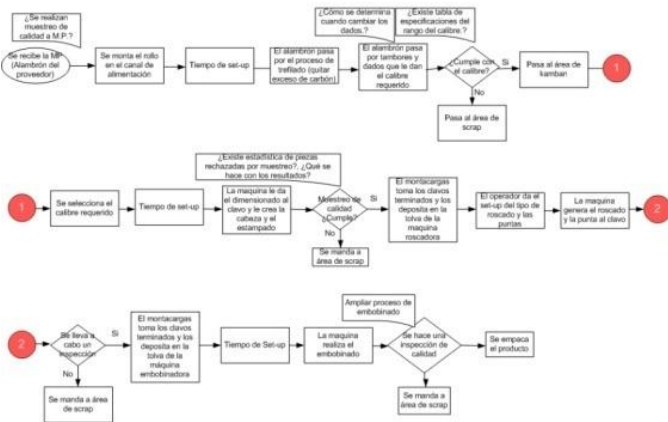 ¿Se realizan
muestreo de
calidad a M.P.?
Se recibe la MP
(Alambrón del
proveedor)
Se monta el rollo
en el canal de
alimentación
Tiempo de set-up
El alambrón pasa
por el proceso de
trefilado (quitar
exceso de carbón)
¿Cómo se determina
cuando cambiar los
dados.?
¿Existe tabla de
especificaciones del
rango del calibre.?
El alambrón pasa
por tambores y
dados que le dan el
calibre
requerido
¿Cumple con
el calibre?
Si
No
Pasa al área de
kamban
1
Pasa al área de
scrap
1
Se selecciona el
calibre requerido
Tiempo de set-up
¿Existe estadística de piezas
rechazadas por muestreo?, ¿Qué se
hace con los resultados?
La maquina le da
el dimensionado al
clavo y le crea la
cabeza y el
estampado
Muestreo de
calidad
¿Cumple?
Si
No
Se manda a
área de scrap
El montacargas
toma los clavos
terminados y los
deposita en la
tolva de la
maquina
roscadora
El operador da el
set-up del tipo de
roscado y las
puntas
La maquina
genera el roscado
y la punta al clavo
2
2
Se lleva a
cabo un
inspección
Si
No
Se manda a área
de scrap
El montacargas
toma los clavos
terminados y los
deposita en la
tolva de la
máquina
embobinadora
Tiempo de Set-up
La maquina
realiza el
embobinado
Ampliar proceso de
embobinado
Se hace una
inspección de
calidad
Se manda a
área de scrap
Se empaca
el producto